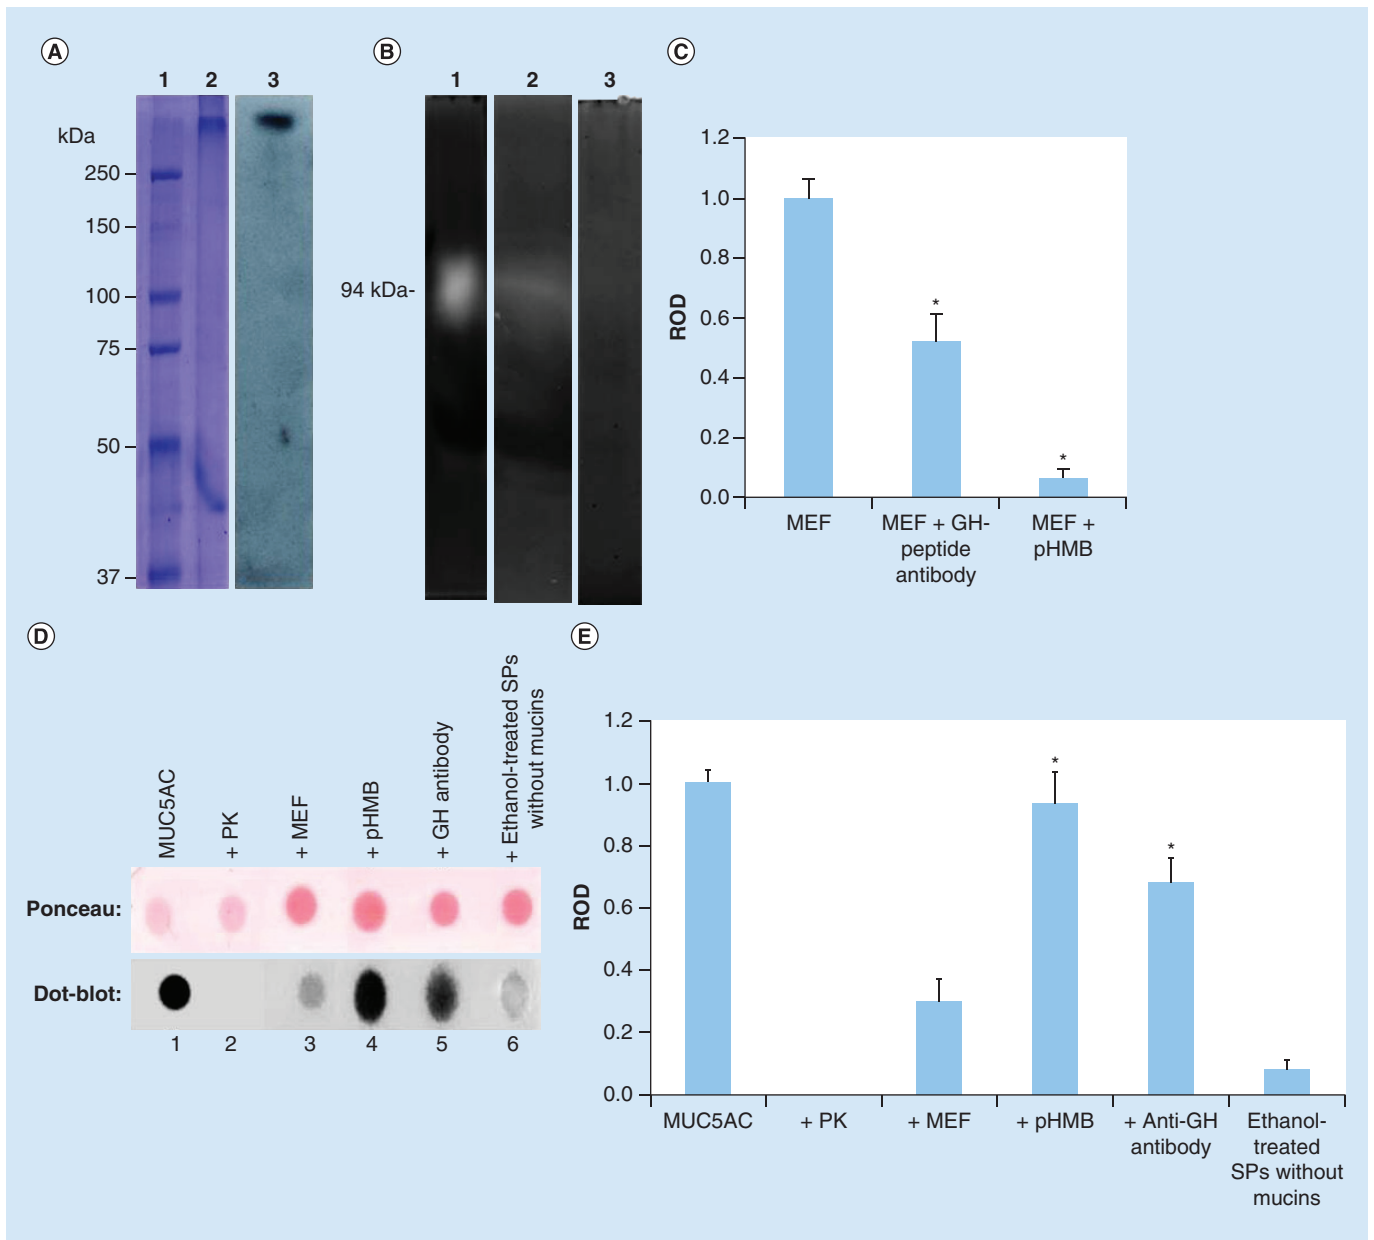 A
1 2 3
kDa
250
150
100
75
50
37
B
1 2 3
94 kDa-
C
1.2
1.0
0.8
0.6
0.4
0.2
0.0
ROD
*
*
MEF
MEF + GH-
peptide
antibody
MEF +
pHMB
D
MUC5AC
+ PK
+ MEF
+ pHMB
+ GH antibody
+ Ethanol-treated SPs
without mucins
Ponceau:
Dot-blot:
1 2 3 4 5 6
E
1.2
1.0
0.8
0.6
0.4
0.2
0.0
ROD
*
*
MUC5AC
+ PK
+ MEF
+ pHMB
+ Anti-GH
antibody
Ethanol-
treated
SPs without
mucins